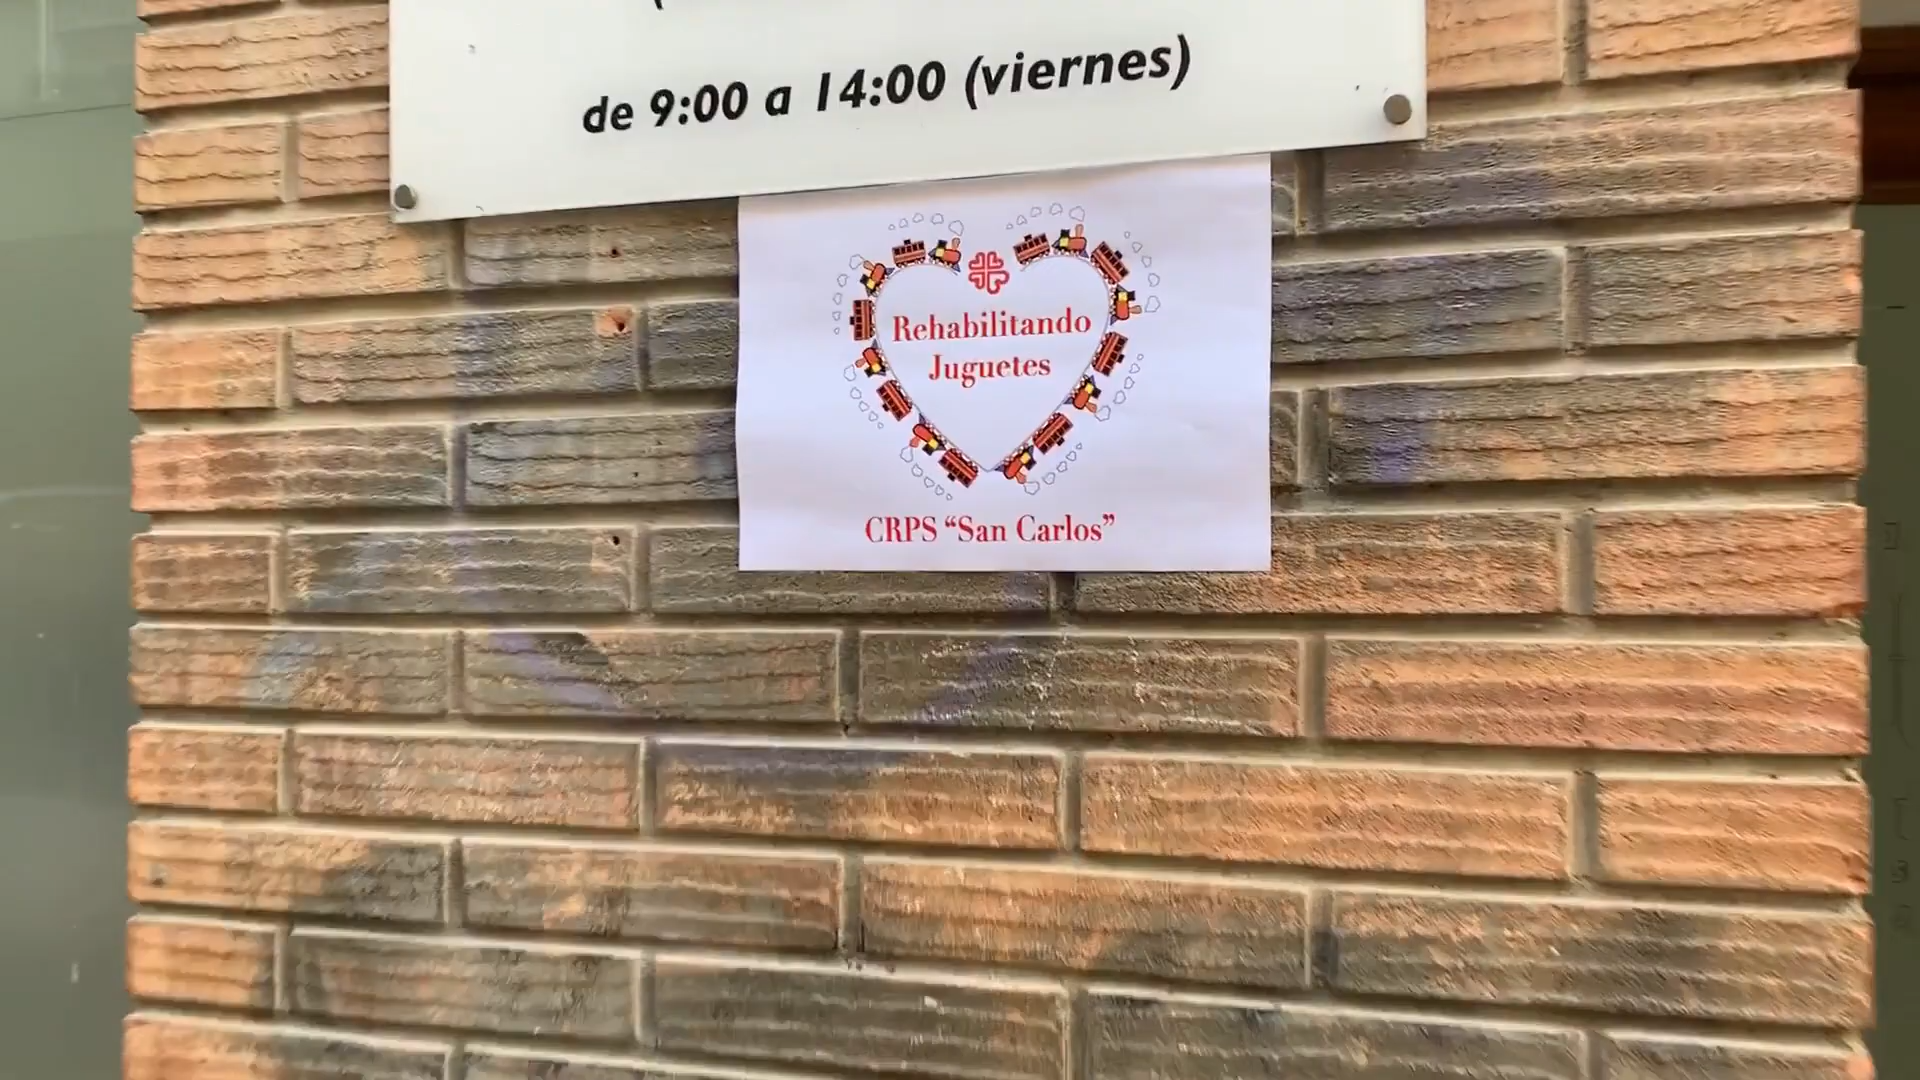 de 9:00 a 14:00 (viernes)
Rehabilitando
Juguetes
CRPS “San Carlos”